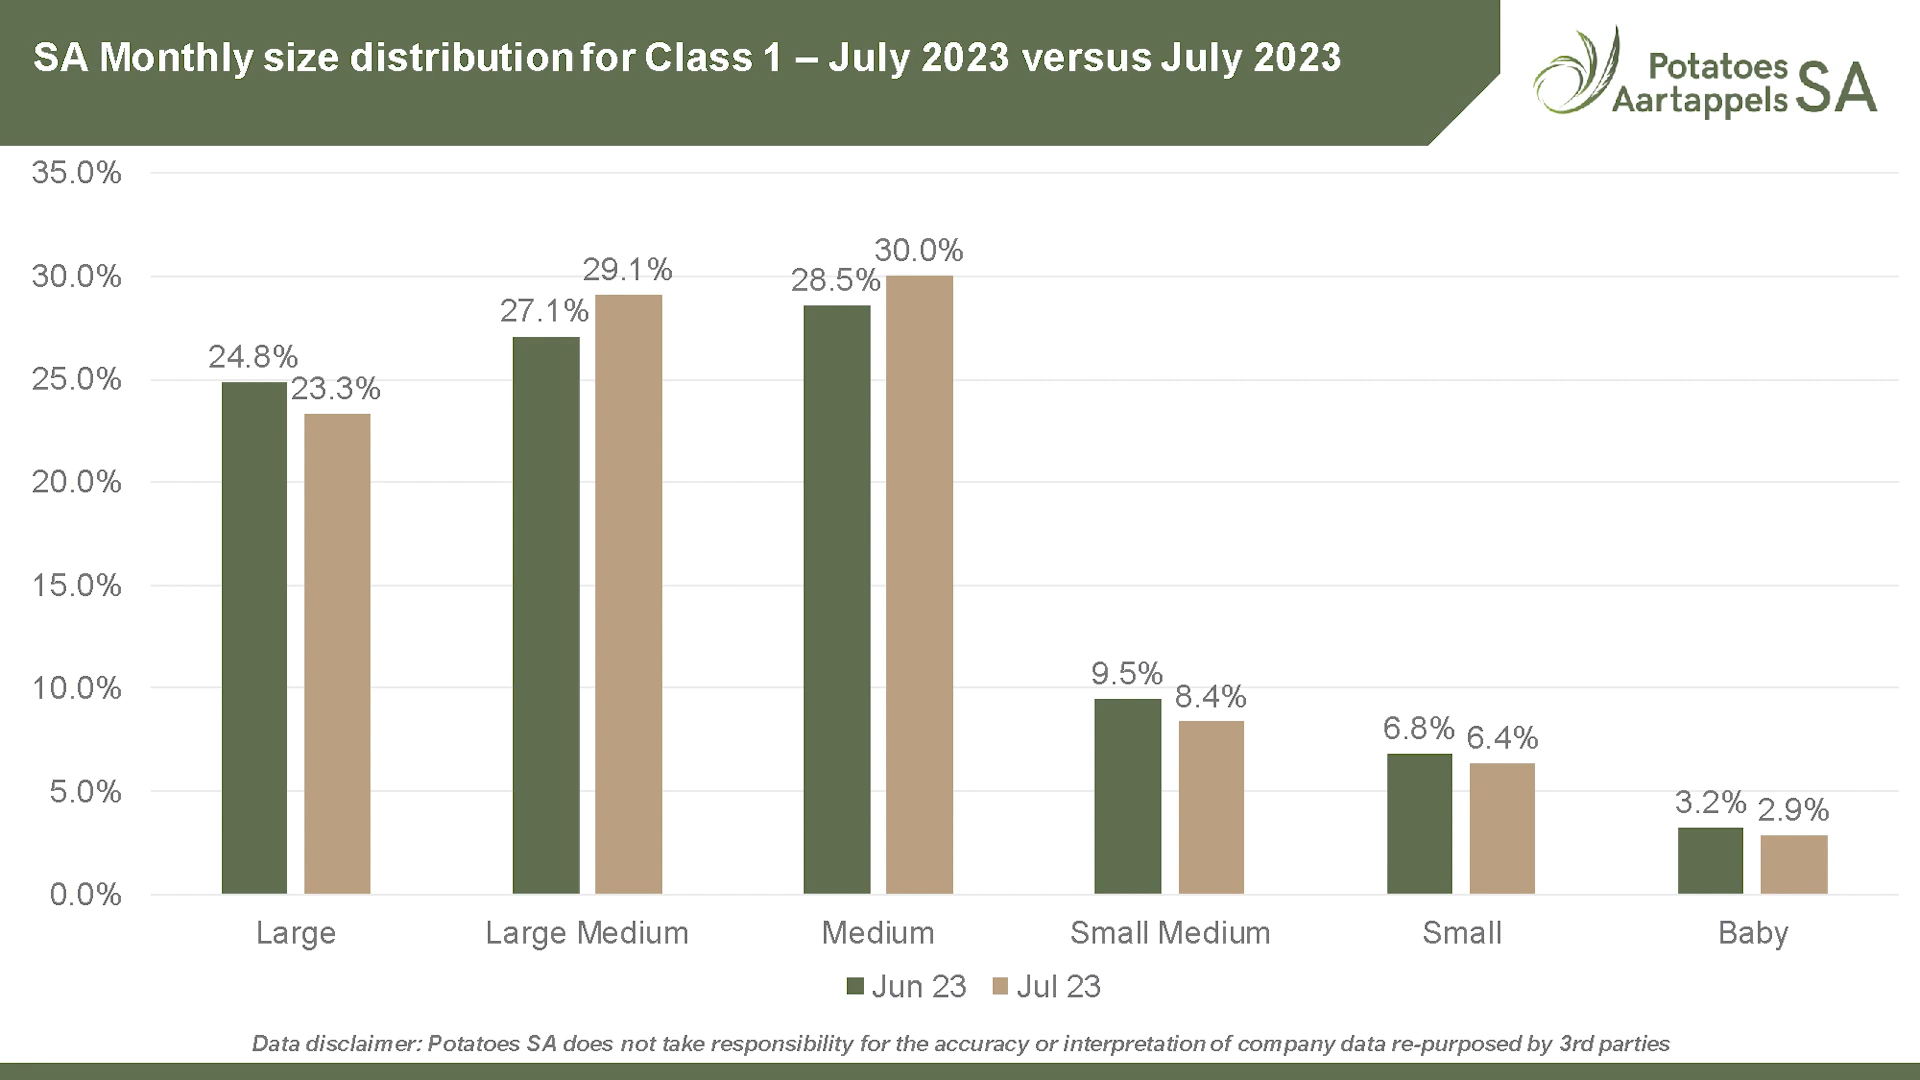 SA Monthly size distribution for Class 1 – July 2023 versus July 2023
Potatoes
Aartappels SA
35.0%
30.0%
25.0%
20.0%
15.0%
10.0%
5.0%
0.0%
24.8%
23.3%
27.1%
29.1%
28.5%
30.0%
9.5%
8.4%
6.8%
6.4%
3.2%
2.9%
Large
Large Medium
Medium
Small Medium
Small
Baby
Jun 23
Jul 23
Data disclaimer: Potatoes SA does not take responsibility for the accuracy or interpretation of company data re-purposed by 3rd parties